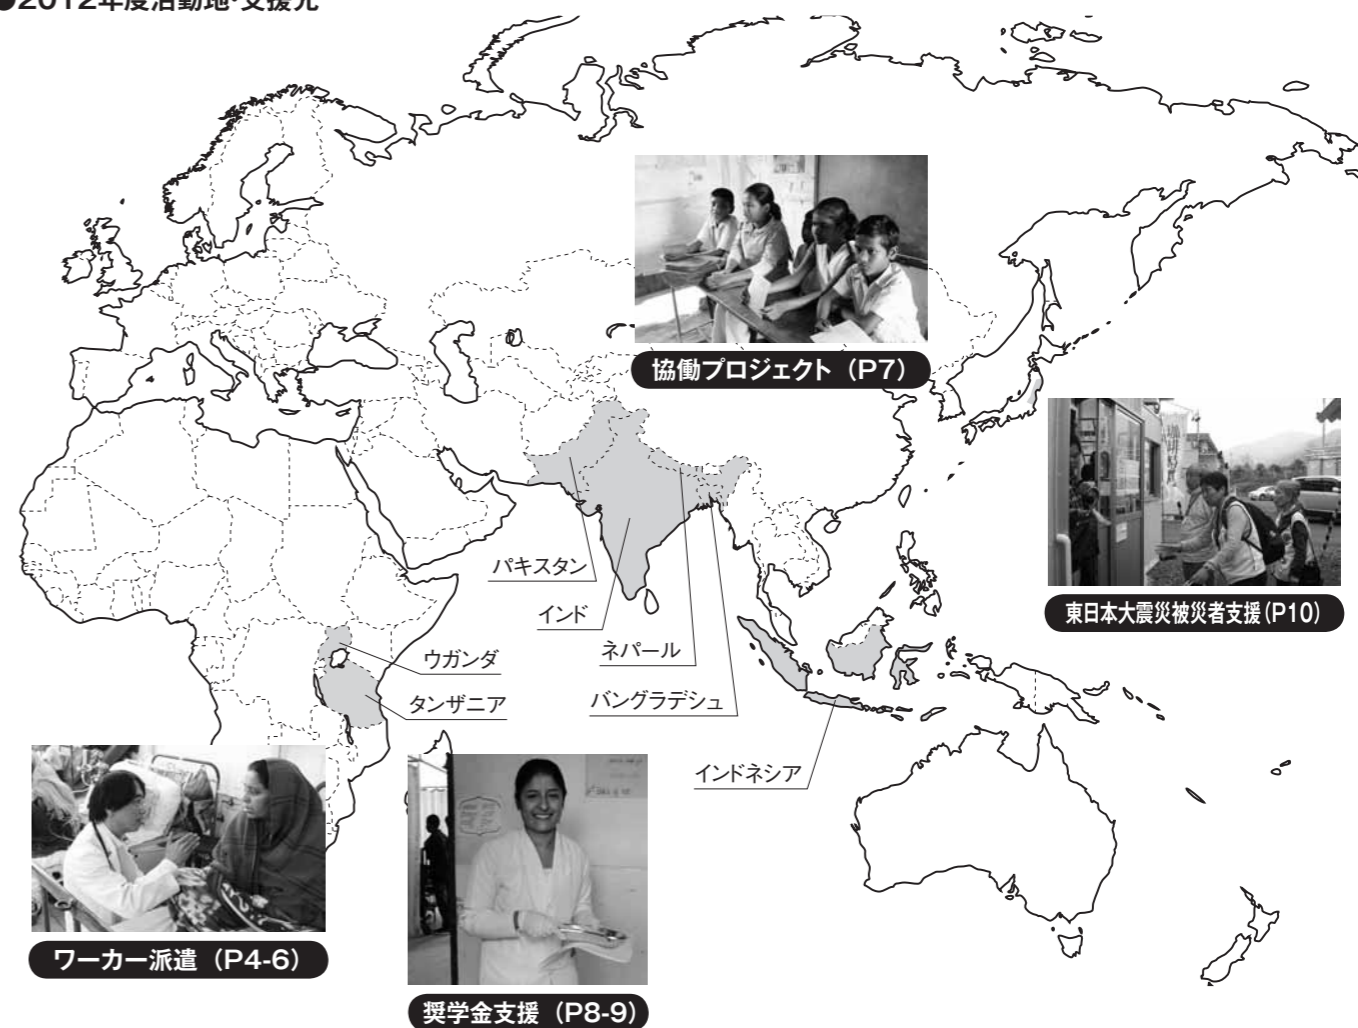 ●2012年度活動地・支援先
協働プロジェクト（P7）
東日本大震災被災者支援（P10）
パキスタン
インド
ネパール
バングラデシュ
ウガンダ
タンザニア
インドネシア
ワーカー派遣（P4-6）
奨学金支援（P8-9）